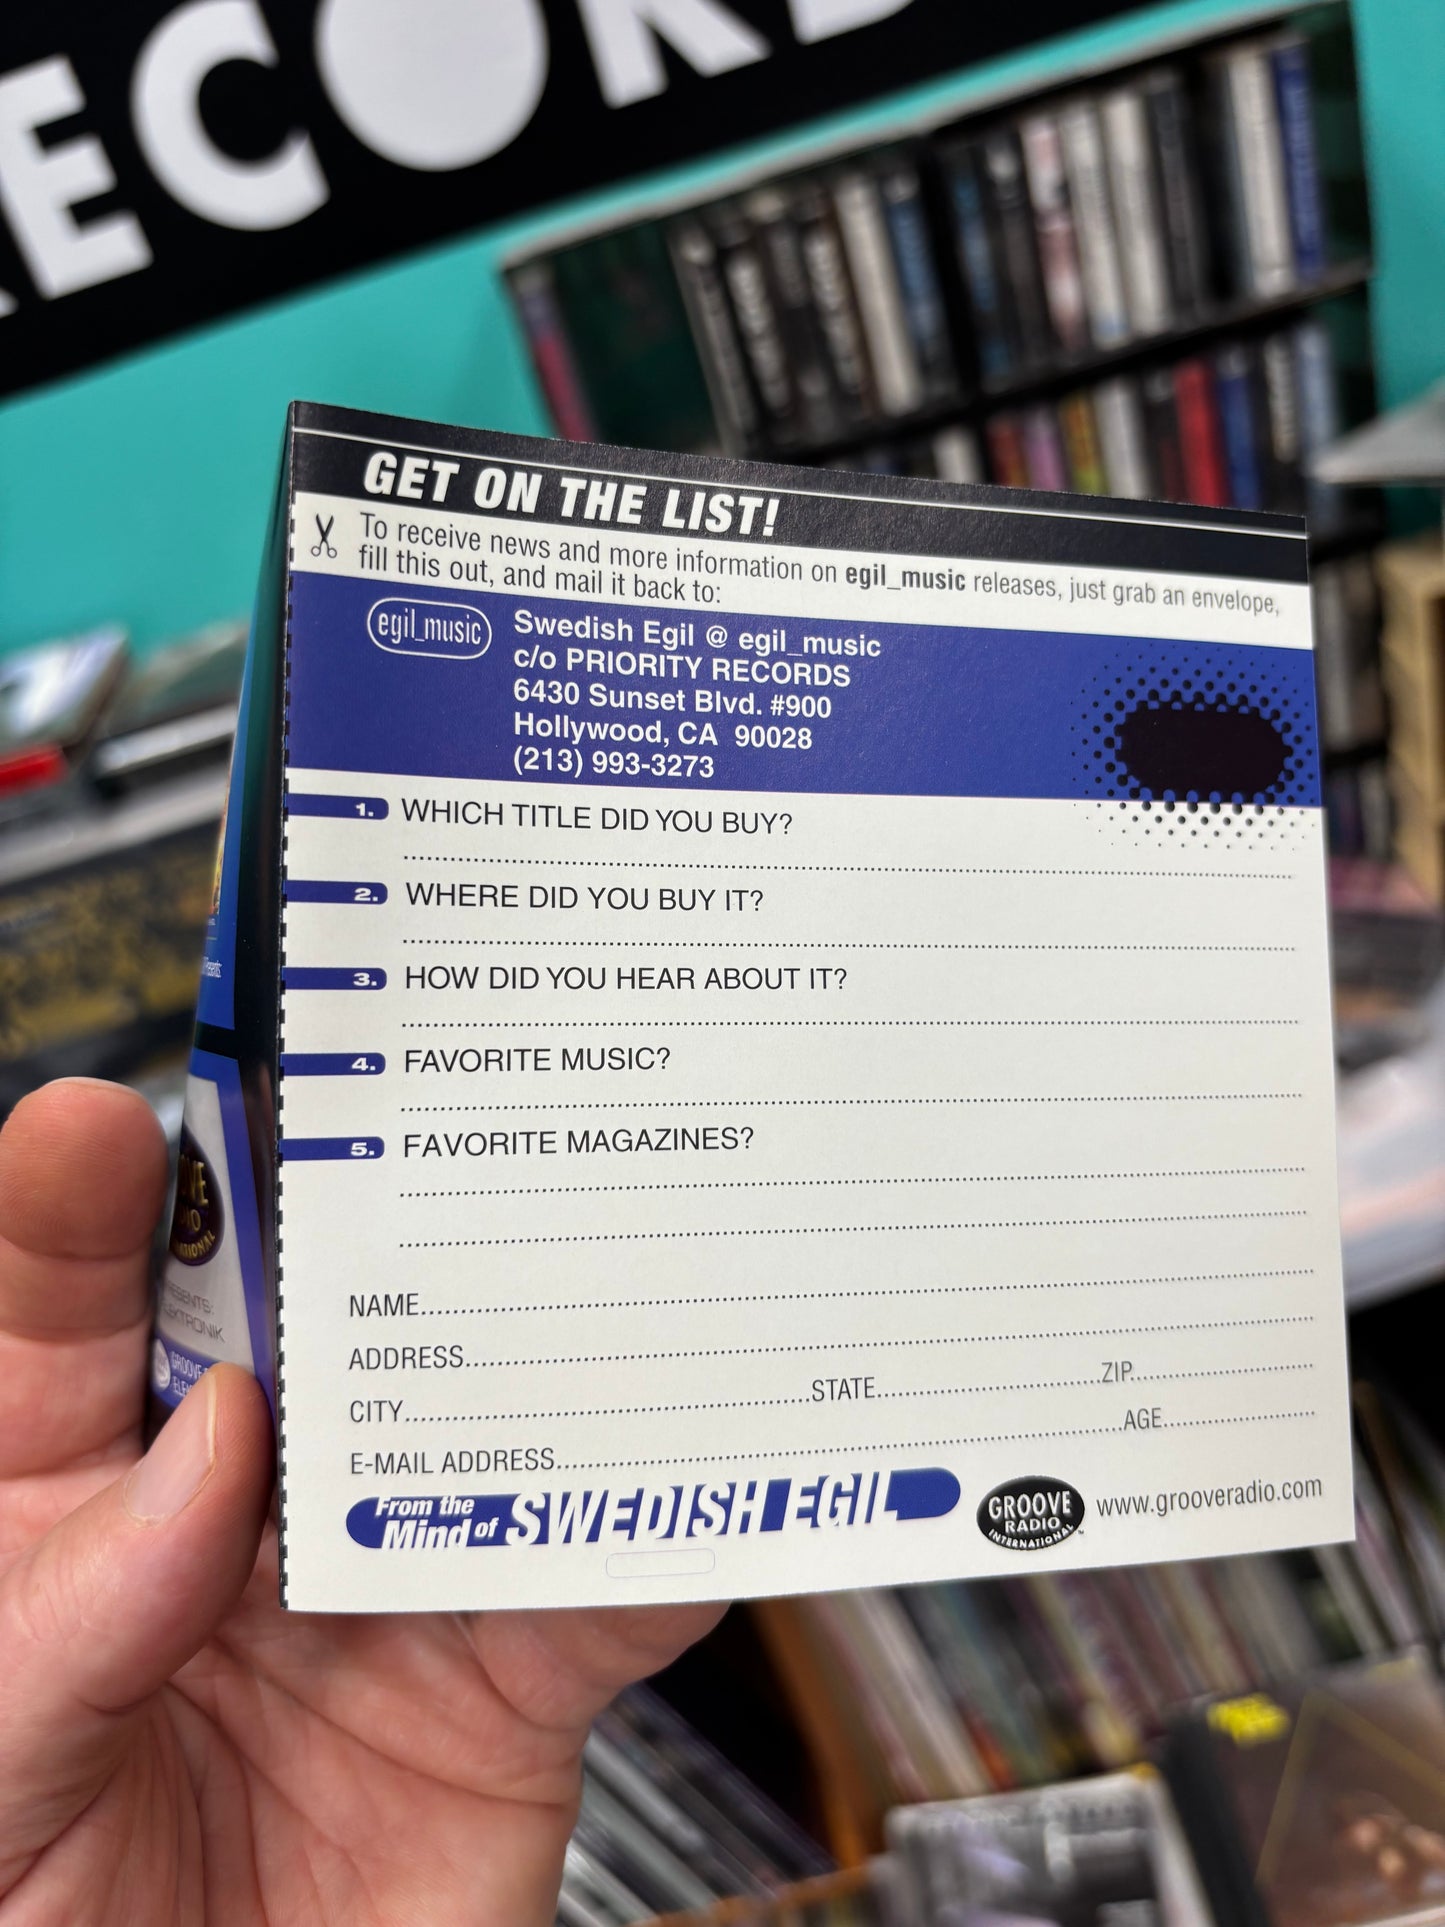 RECORD
GET ON THE LIST!
To receive news and more information on egil_music releases, just grab an envelope,
fill this out, and mail it back to:
egil_music
Swedish Egil @ egil_music
c/o PRIORITY RECORDS
6430 Sunset Blvd. #900
Hollywood, CA 90028
(213) 993-3273
1. WHICH TITLE DID YOU BUY?
2. WHERE DID YOU BUY IT?
3. HOW DID YOU HEAR ABOUT IT?
4. FAVORITE MUSIC?
5. FAVORITE MAGAZINES?
NAME
ADDRESS
CITY STATE ZIP
E-MAIL ADDRESS AGE
From the
Mind of SWEDISH EGIL
GROOVE
RADIO
INTERNATIONAL
www.grooveradio.com